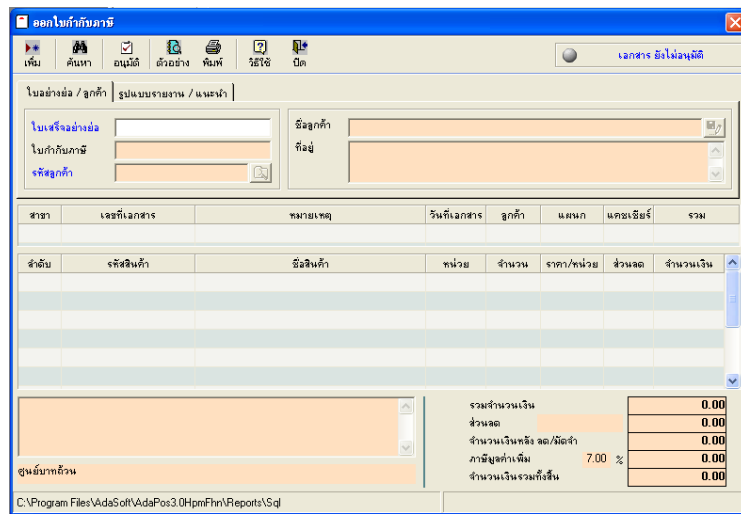 ออกใบกำกับภาษี
เพิ่ม ค้นหา อนุมัติ ตัวอย่าง พิมพ์ วิธีใช้ ปิด เอกสาร ยังไม่อนุมัติ
ใบอย่างย่อ / ลูกค้า รูปแบบรายงาน / แนะนำ
ใบเสร็จอย่างย่อ ชื่อลูกค้า
ใบกำกับภาษี ที่อยู่
รหัสลูกค้า
สาขา เลขที่เอกสาร หมายเหตุ วันที่เอกสาร ลูกค้า แผนก แคชเชียร์ รวม
ลำดับ รหัสสินค้า ชื่อสินค้า หน่วย จำนวน ราคา/หน่วย ส่วนลด จำนวนเงิน
รวมจำนวนเงิน 0.00
ส่วนลด 0.00
จำนวนเงินหลัง ลด/มัดจำ 0.00
ภาษีมูลค่าเพิ่ม 7.00 % 0.00
ศูนย์บาทถ้วน
จำนวนเงินรวมทั้งสิ้น 0.00
C:\Program Files\AdaSoft\AdaPos3.0HpmFhn\Reports\Sql